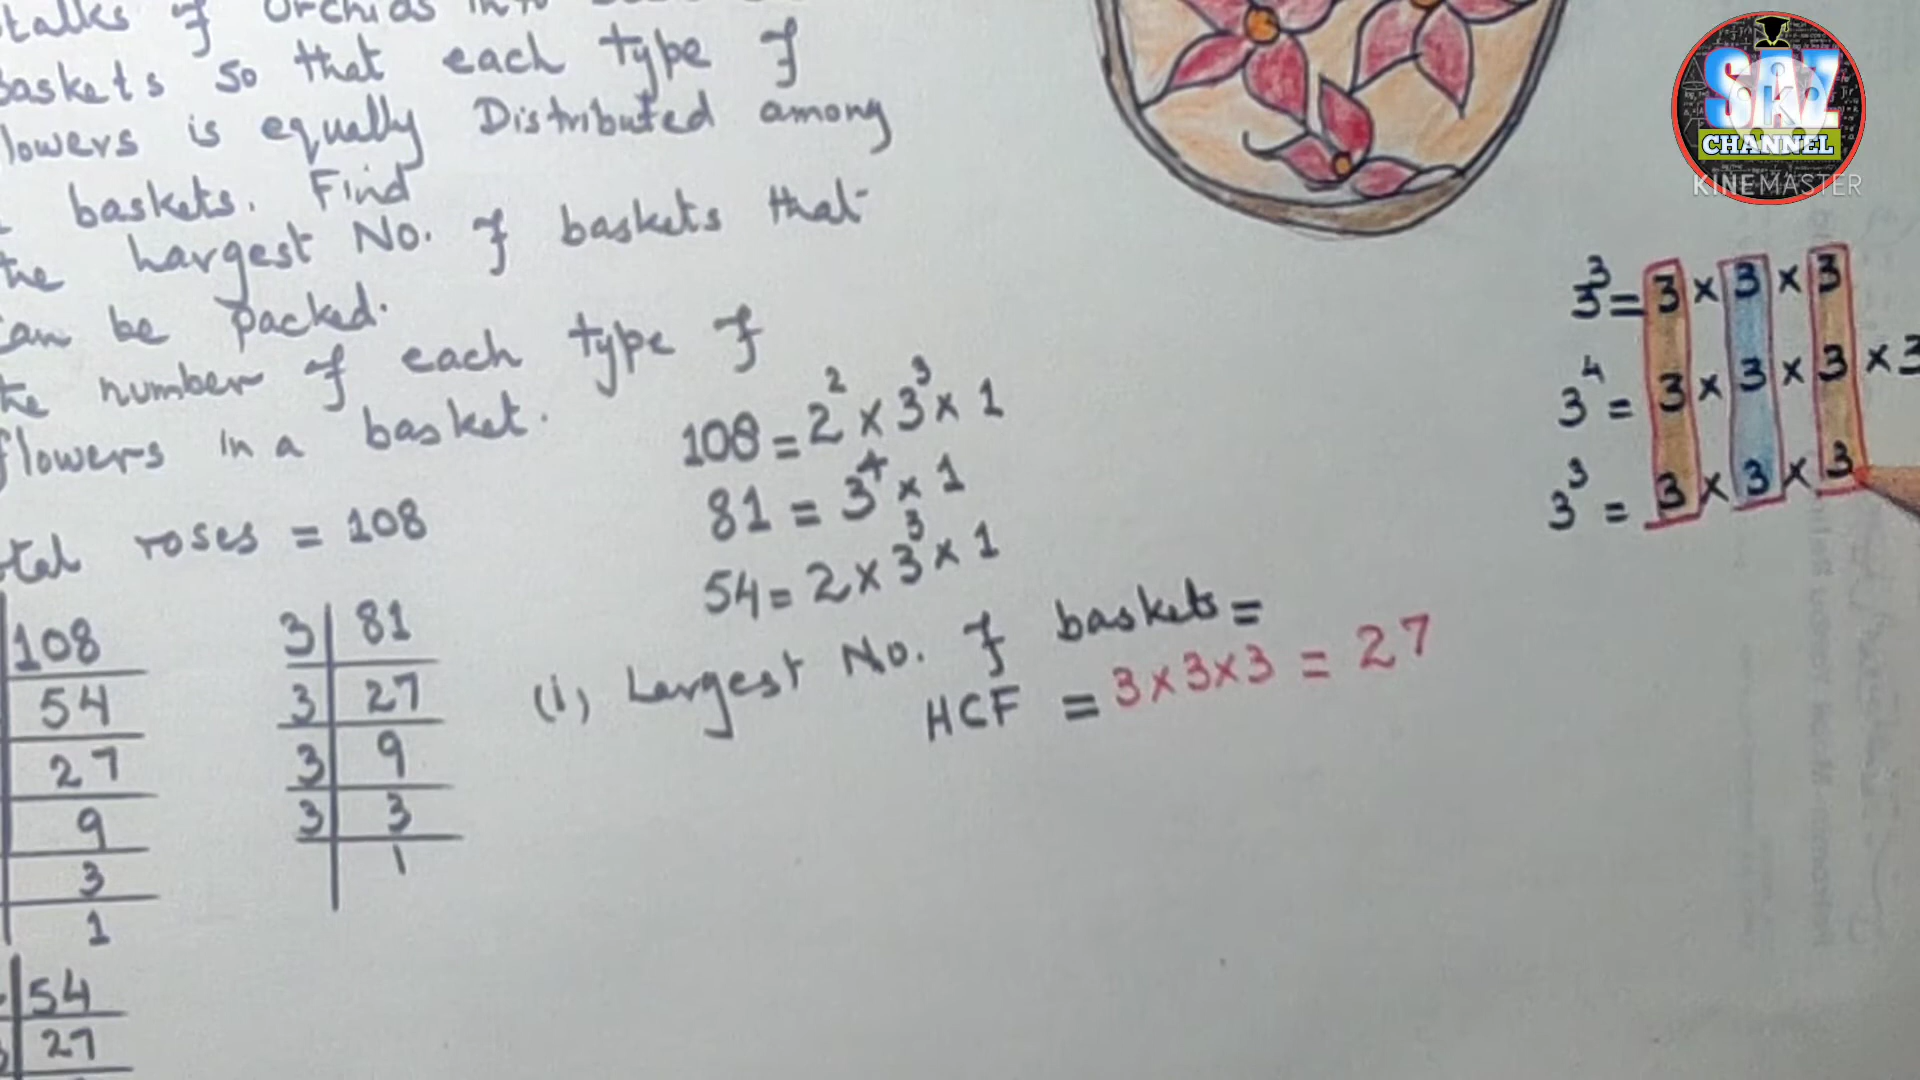 stalks of Orchids into
baskets so that each type of
flowers is equally Distributed among
baskets. Find
the Largest No. of baskets that
can be packed.
the number of each type of
flowers in a basket.
108 = 2² × 3³ × 1
81 = 3⁴ × 1
54 = 2 × 3³ × 1
total roses = 108
108
54
27
9
3
1
3 81
3 27
3 9
3 3
1
54
27
(i) Largest No. of baskets =
HCF = 3×3×3 = 27
3³ = 3 × 3 × 3
3⁴ = 3 × 3 × 3 × 3
3³ = 3 × 3 × 3
SAZ
CHANNEL
KINEMASTER